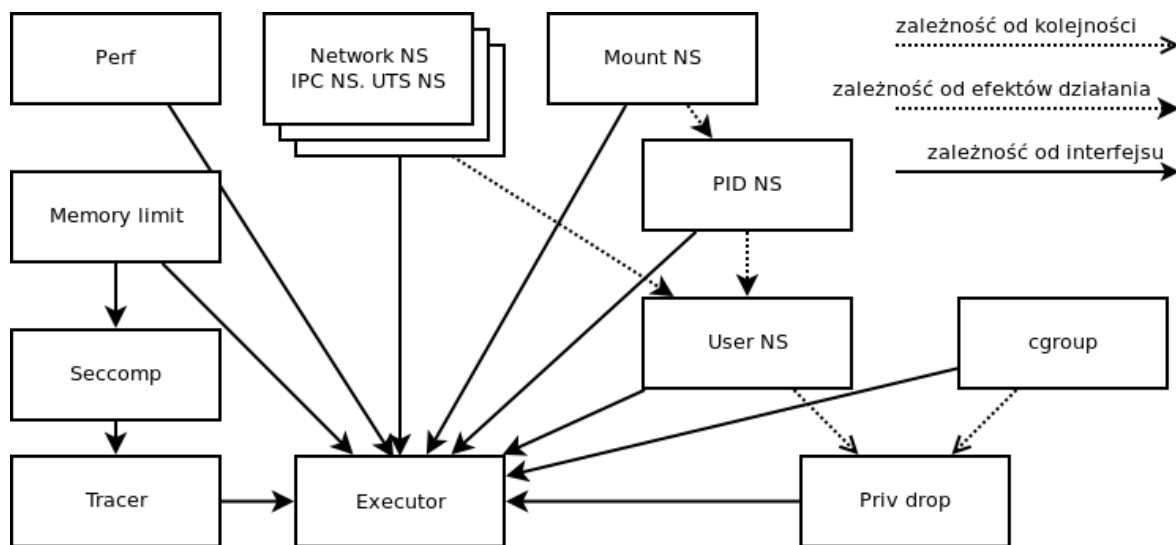 Perf
Network NS
IPC NS. UTS NS
Mount NS
zależność od kolejności
zależność od efektów działania
zależność od interfejsu
PID NS
Memory limit
User NS
cgroup
Seccomp
Tracer
Executor
Priv drop